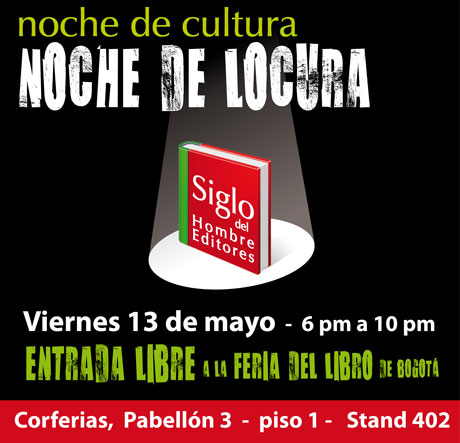 noche de cultura
NOCHE DE LOCURA
Siglo
del
Hombre
Editores
Viernes 13 de mayo - 6 pm a 10 pm
ENTRADA LIBRE A LA FERIA DEL LIBRO DE BOGOTÁ
Corferias, Pabellón 3 - piso 1 - Stand 402